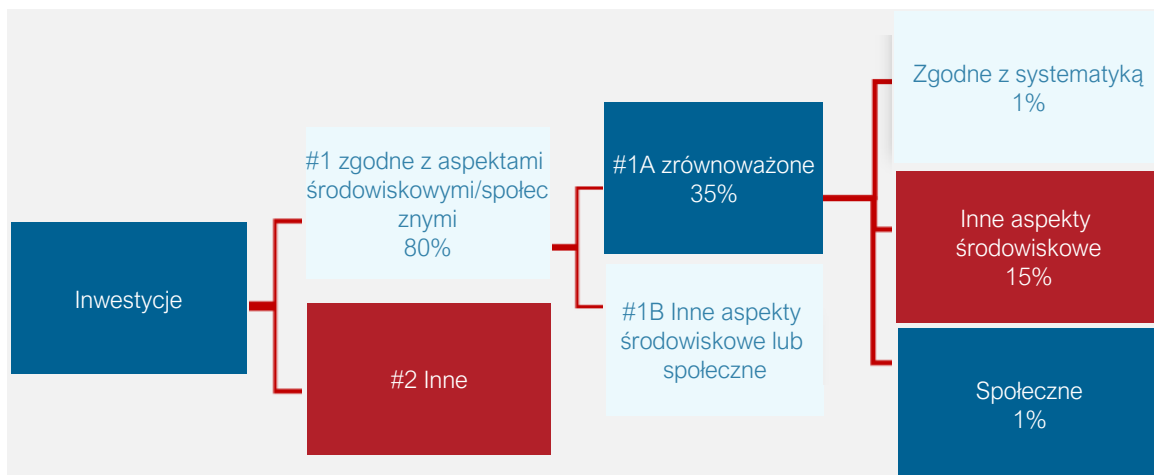 Inwestycje
#1 zgodne z aspektami
środowiskowymi/społec
znymi
80%
#2 Inne
#1A zrównoważone
35%
#1B Inne aspekty
środowiskowe lub
społeczne
Zgodne z systematyką
1%
Inne aspekty
środowiskowe
15%
Społeczne
1%